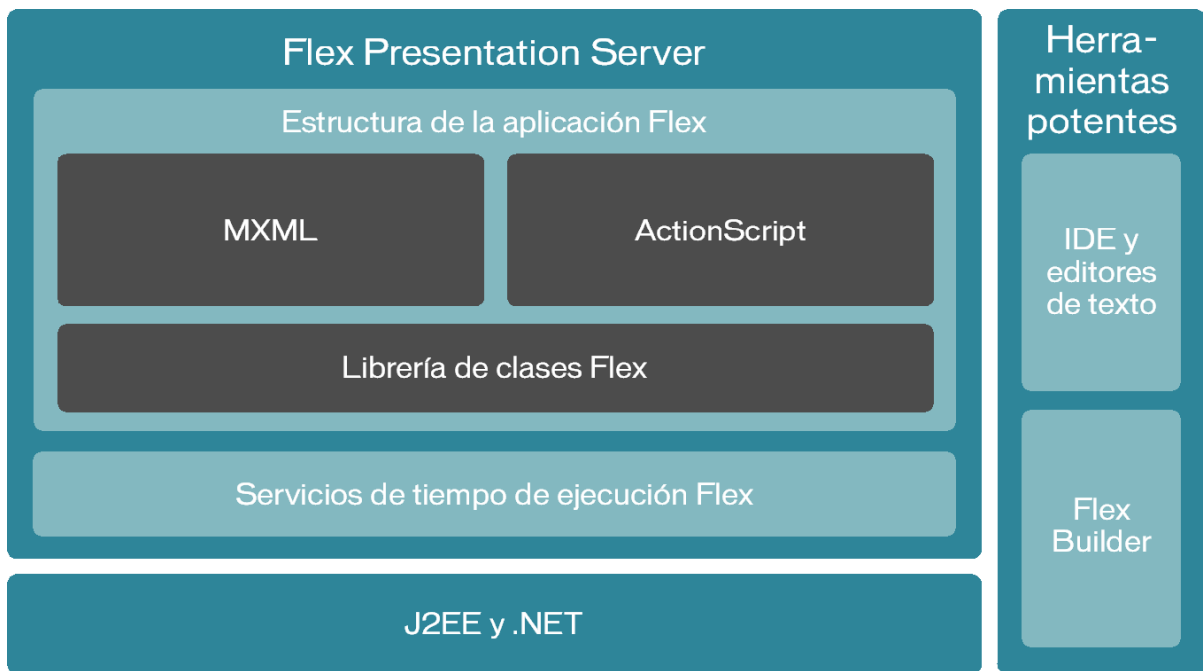 Flex Presentation Server
Estructura de la aplicación Flex
MXML
ActionScript
Librería de clases Flex
Servicios de tiempo de ejecución Flex
J2EE y .NET
Herra-
mientas
potentes
IDE y
editores
de texto
Flex
Builder